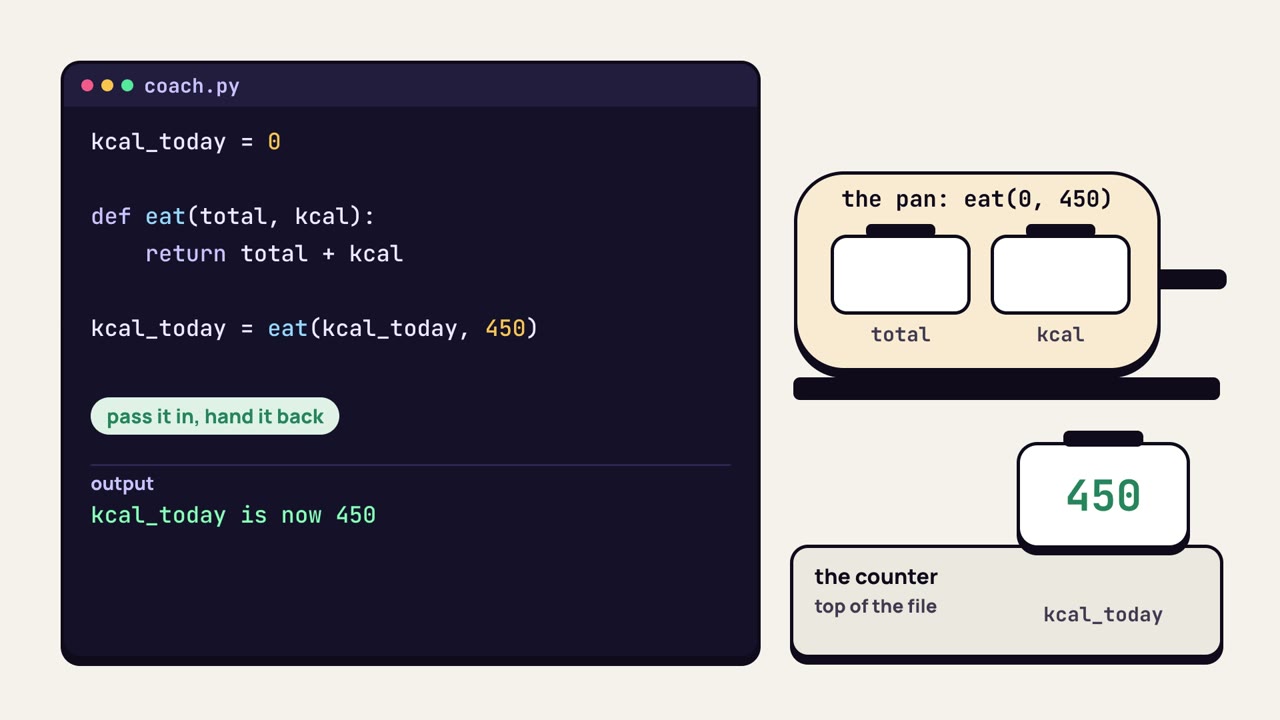 coach.py
kcal_today = 0
def eat(total, kcal):
    return total + kcal
kcal_today = eat(kcal_today, 450)
pass it in, hand it back
output
kcal_today is now 450
the pan: eat(0, 450)
total
kcal
450
the counter
top of the file
kcal_today